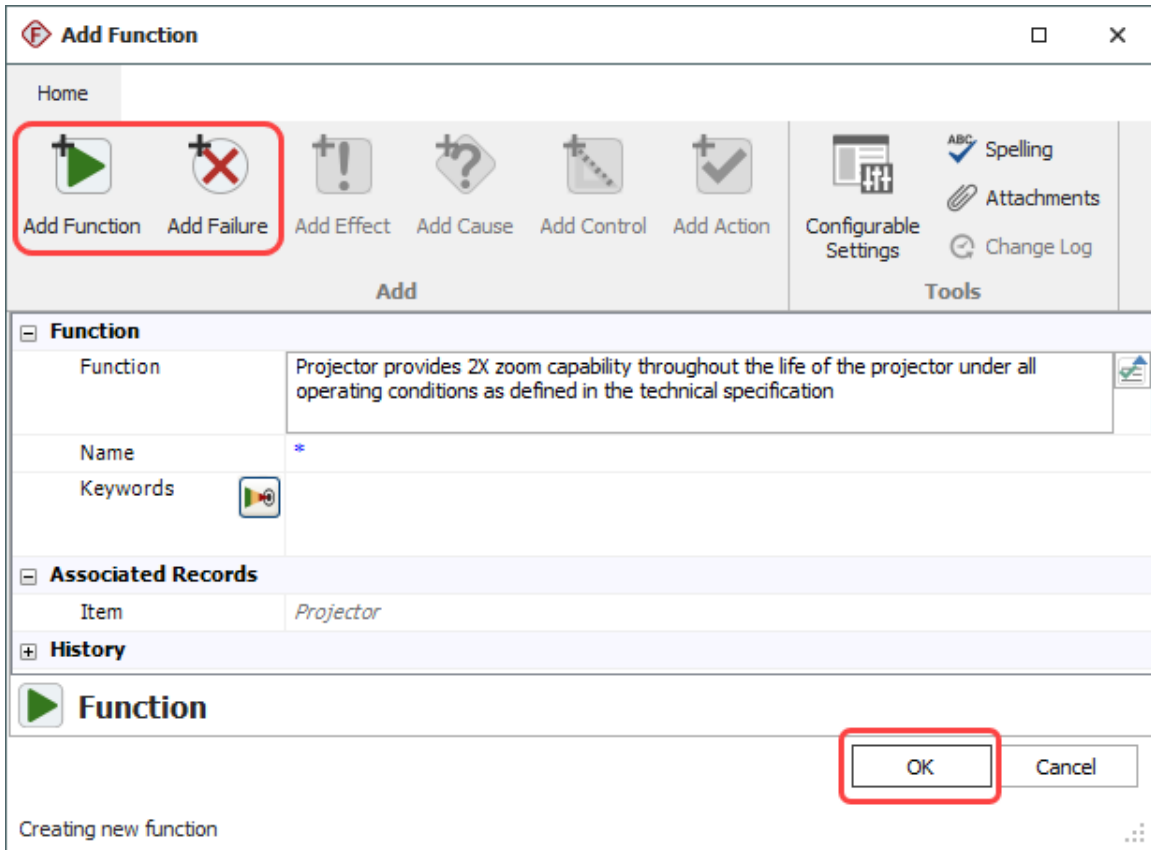 Add Function
Home
Add Function
Add Failure
Add Effect
Add Cause
Add Control
Add Action
Add
Configurable
Settings
ABC
Spelling
Attachments
Change Log
Tools
Function
Function
Projector provides 2X zoom capability throughout the life of the projector under all
operating conditions as defined in the technical specification
Name
*
Keywords
Associated Records
Item
Projector
History
Function
OK
Cancel
Creating new function